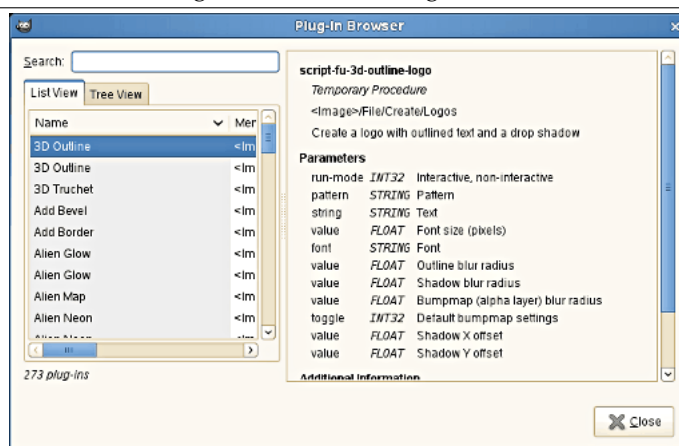 Plug-In Browser
Search:
List View Tree View
Name Mer
3D Outline <Im
3D Outline <Im
3D Truchet <Im
Add Bevel <Im
Add Border <Im
Alien Glow <Im
Alien Glow <Im
Alien Map <Im
Alien Neon <Im
Alien Neon <Im
273 plug-ins
script-fu-3d-outline-logo
Temporary Procedure
<Image>/File/Create/Logos
Create a logo with outlined text and a drop shadow
Parameters
run-mode INT32 Interactive, non-interactive
pattern STRING Pattern
string STRING Text
value FLOAT Font size (pixels)
font STRING Font
value FLOAT Outline blur radius
value FLOAT Shadow blur radius
value FLOAT Bumpmap (alpha layer) blur radius
toggle INT32 Default bumpmap settings
value FLOAT Shadow X offset
value FLOAT Shadow Y offset
Additional Information
Close